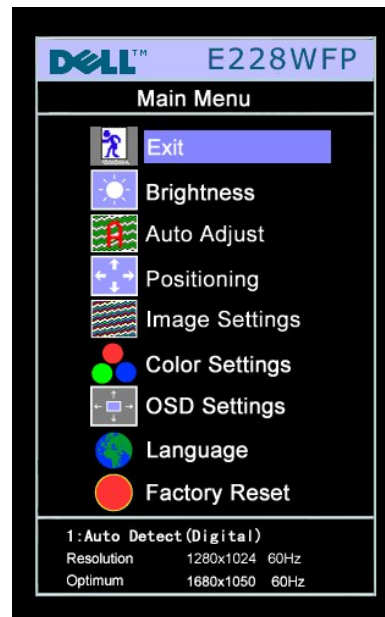 DELL™ E228WFP
Main Menu
Exit
Brightness
Auto Adjust
Positioning
Image Settings
Color Settings
OSD Settings
Language
Factory Reset
1:Auto Detect(Digital)
Resolution 1280x1024 60Hz
Optimum 1680x1050 60Hz